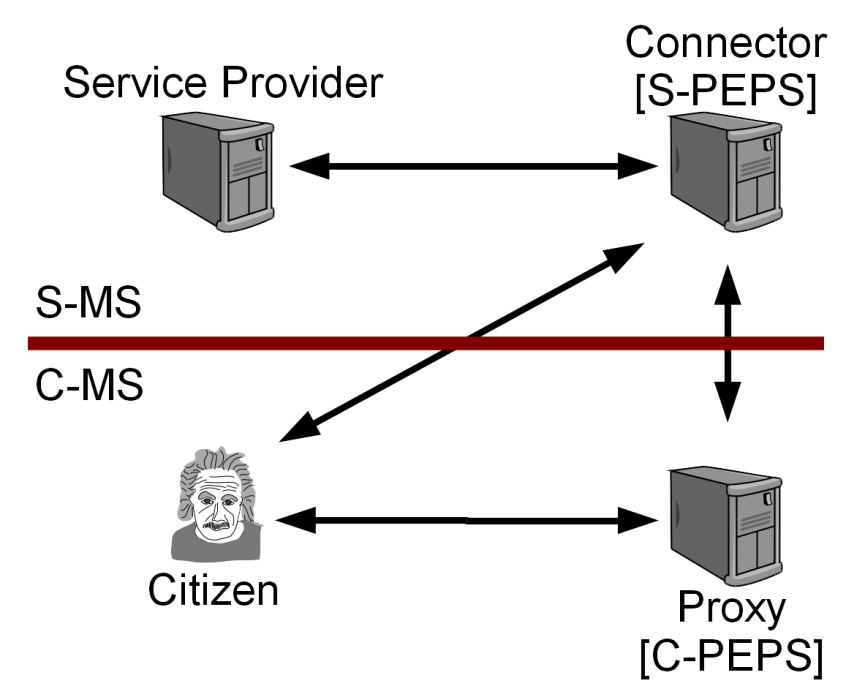 Service Provider
Connector
[S-PEPS]
S-MS
C-MS
Citizen
Proxy
[C-PEPS]